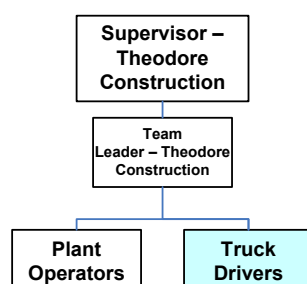 Supervisor –
Theodore
Construction
Team
Leader – Theodore
Construction
Plant
Operators
Truck
Drivers